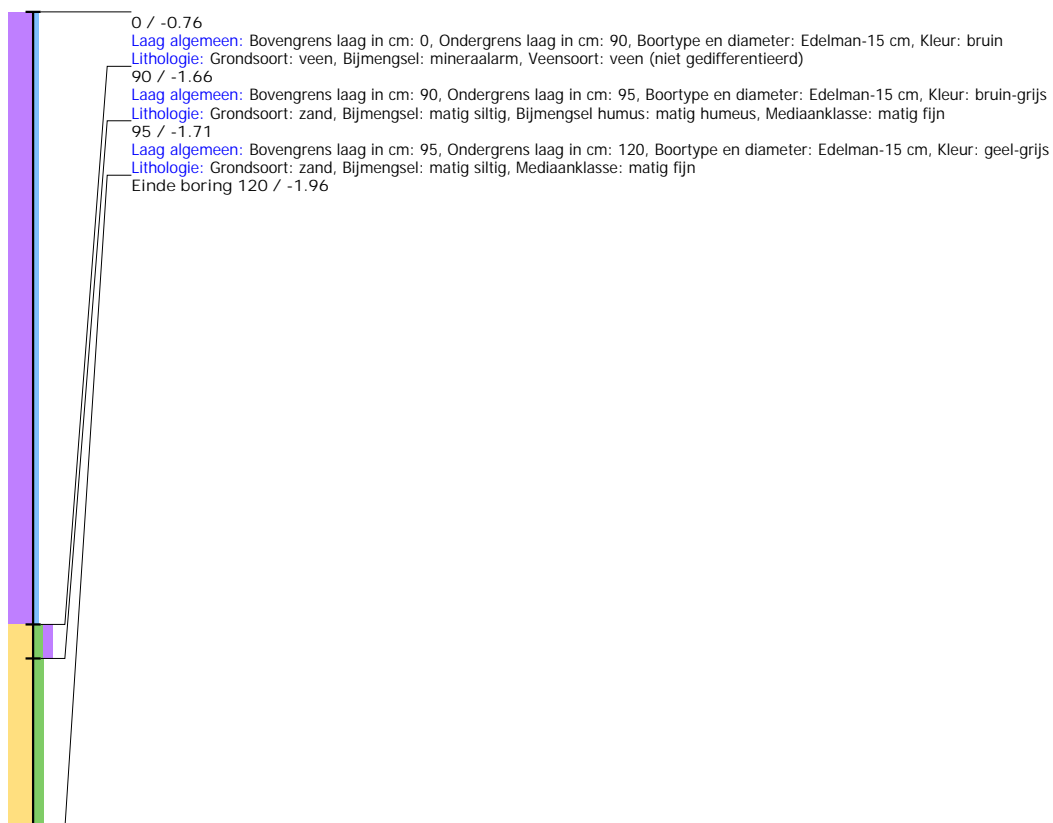 0 / -0.76
Laag algemeen: Bovengrens laag in cm: 0, Ondergrens laag in cm: 90, Boortype en diameter: Edelman-15 cm, Kleur: bruin
Lithologie: Grondsoort: veen, Bijmengsel: mineraalarm, Veensoort: veen (niet gedifferentieerd)
90 / -1.66
Laag algemeen: Bovengrens laag in cm: 90, Ondergrens laag in cm: 95, Boortype en diameter: Edelman-15 cm, Kleur: bruin-grijs
Lithologie: Grondsoort: zand, Bijmengsel: matig siltig, Bijmengsel humus: matig humeus, Mediaanklasse: matig fijn
95 / -1.71
Laag algemeen: Bovengrens laag in cm: 95, Ondergrens laag in cm: 120, Boortype en diameter: Edelman-15 cm, Kleur: geel-grijs
Lithologie: Grondsoort: zand, Bijmengsel: matig siltig, Mediaanklasse: matig fijn
Einde boring 120 / -1.96